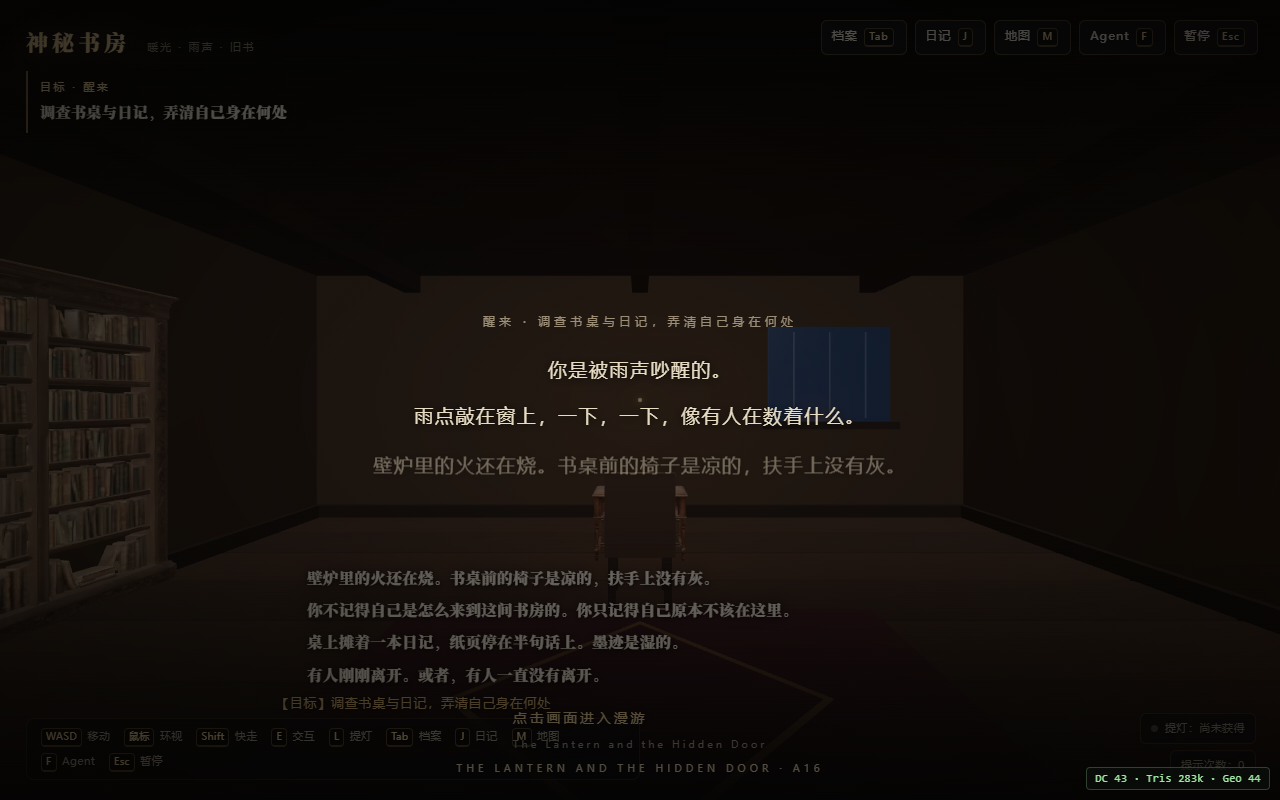 神秘书房 暖光 · 雨声 · 旧书
档案 Tab 日记 J 地图 M Agent F 暂停 Esc
目标 · 醒来
调查书桌与日记，弄清自己身在何处
醒来 · 调查书桌与日记，弄清自己身在何处
你是被雨声吵醒的。
雨点敲在窗上，一下，一下，像有人在数着什么。
壁炉里的火还在烧。书桌前的椅子是凉的，扶手上没有灰。
壁炉里的火还在烧。书桌前的椅子是凉的，扶手上没有灰。
你不记得自己是怎么来到这间书房的。你只记得自己原本不该在这里。
桌上摊着一本日记，纸页停在半句话上。墨迹是湿的。
有人刚刚离开。或者，有人一直没有离开。
【目标】调查书桌与日记，弄清自己身在何处
点击画面进入漫游
WASD 移动 鼠标 环视 Shift 快走 E 交互 L 提灯 Tab 档案 J 日记 M 地图
F Agent Esc 暂停
The Lantern and the Hidden Door
THE LANTERN AND THE HIDDEN DOOR · A16
提灯：尚未获得
提示次数：0
DC 43 · Tris 283k · Geo 44